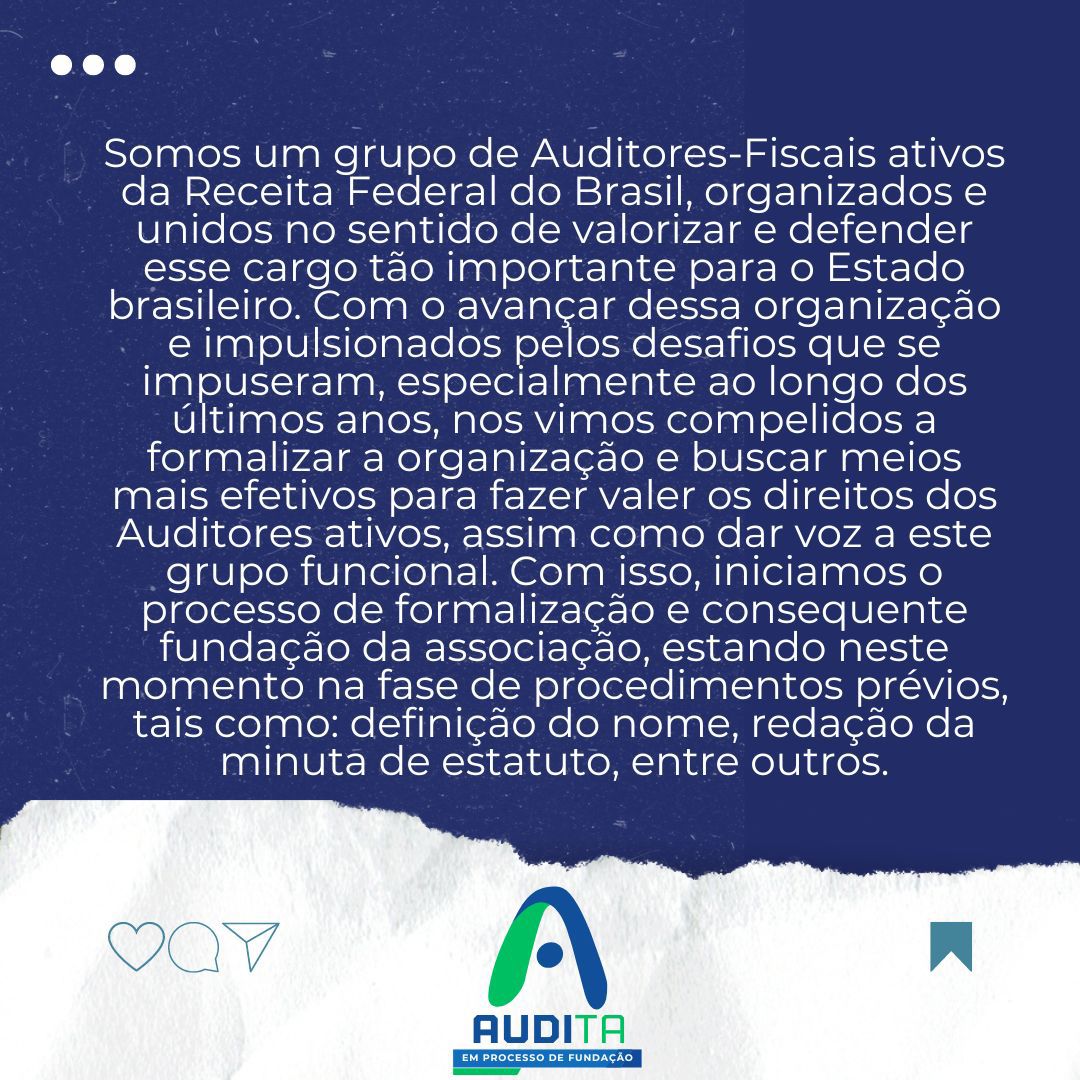 Somos um grupo de Auditores-Fiscais ativos
da Receita Federal do Brasil, organizados e
unidos no sentido de valorizar e defender
esse cargo tão importante para o Estado
brasileiro. Com o avançar dessa organização
e impulsionados pelos desafios que se
impuseram, especialmente ao longo dos
últimos anos, nos vimos compelidos a
formalizar a organização e buscar meios
mais efetivos para fazer valer os direitos dos
Auditores ativos, assim como dar voz a este
grupo funcional. Com isso, iniciamos o
processo de formalização e consequente
fundação da associação, estando neste
momento na fase de procedimentos prévios,
tais como: definição do nome, redação da
minuta de estatuto, entre outros.
AUDITA
EM PROCESSO DE FUNDAÇÃO